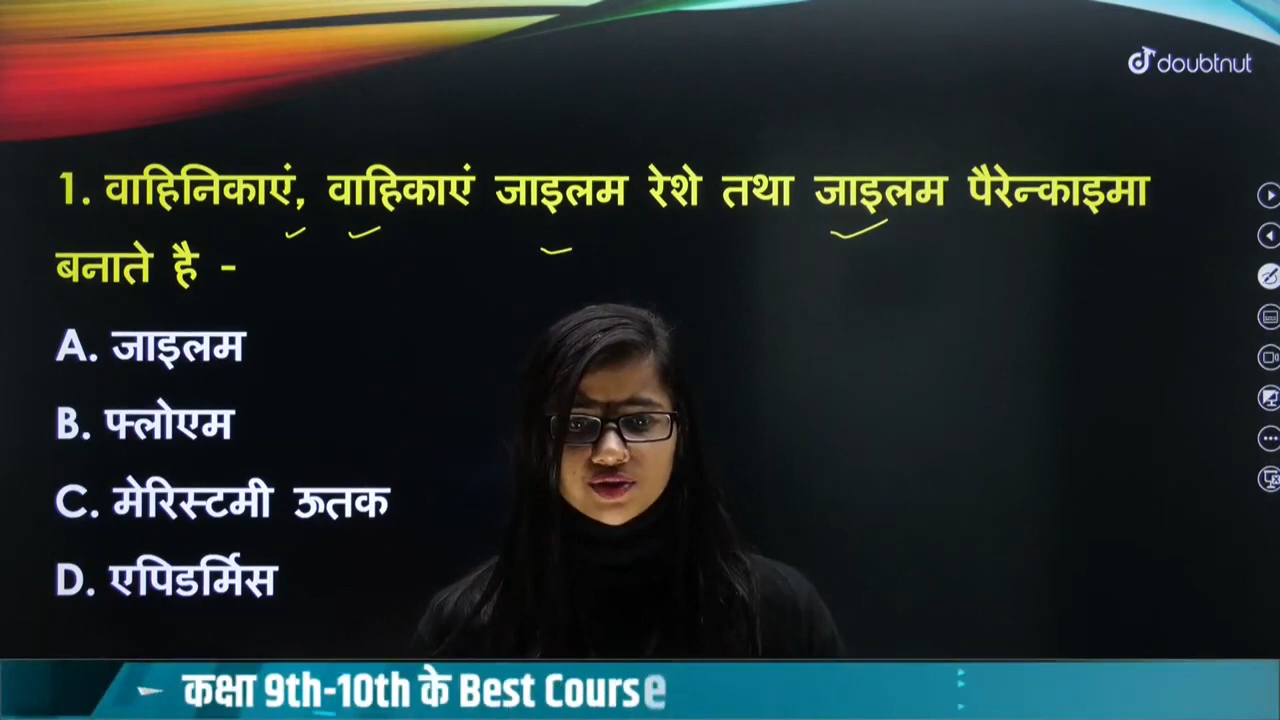 doubtnut
1. वाहिनिकाएं, वाहिकाएं जाइलम रेशे तथा जाइलम पैरेन्काइमा
बनाते है -
A. जाइलम
B. फ्लोएम
C. मेरिस्टमी ऊतक
D. एपिडर्मिस
कक्षा 9th-10th के Best Course